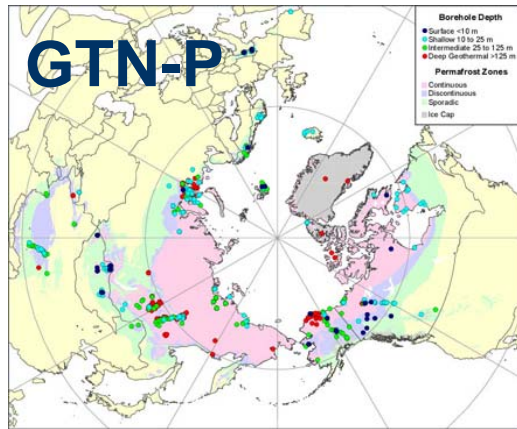 GTN-P
Borehole Depth
Surface <10 m
Shallow 10 to 25 m
Intermediate 25 to 125 m
Deep Geothermal >125 m
Permafrost Zones
Continuous
Discontinuous
Sporadic
Ice Cap